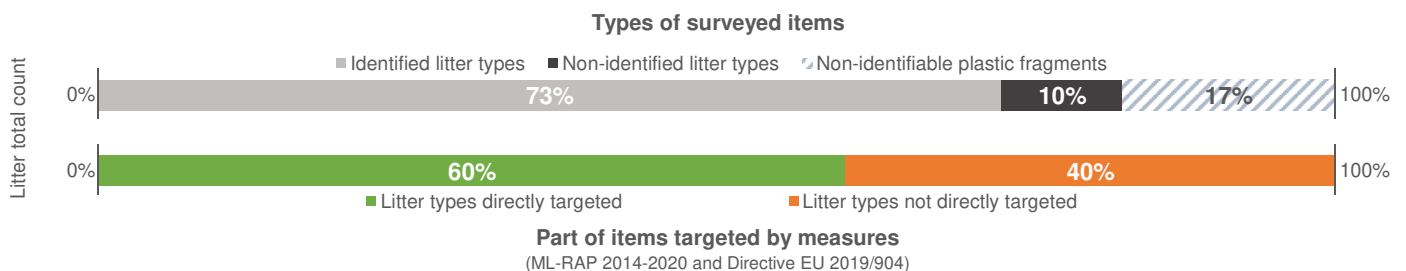 Types of surveyed items
Litter total count
Identified litter types Non-identified litter types Non-identifiable plastic fragments
0% 73% 10% 17% 100%
0% 60% 40% 100%
Litter types directly targeted Litter types not directly targeted
Part of items targeted by measures
(ML-RAP 2014-2020 and Directive EU 2019/904)